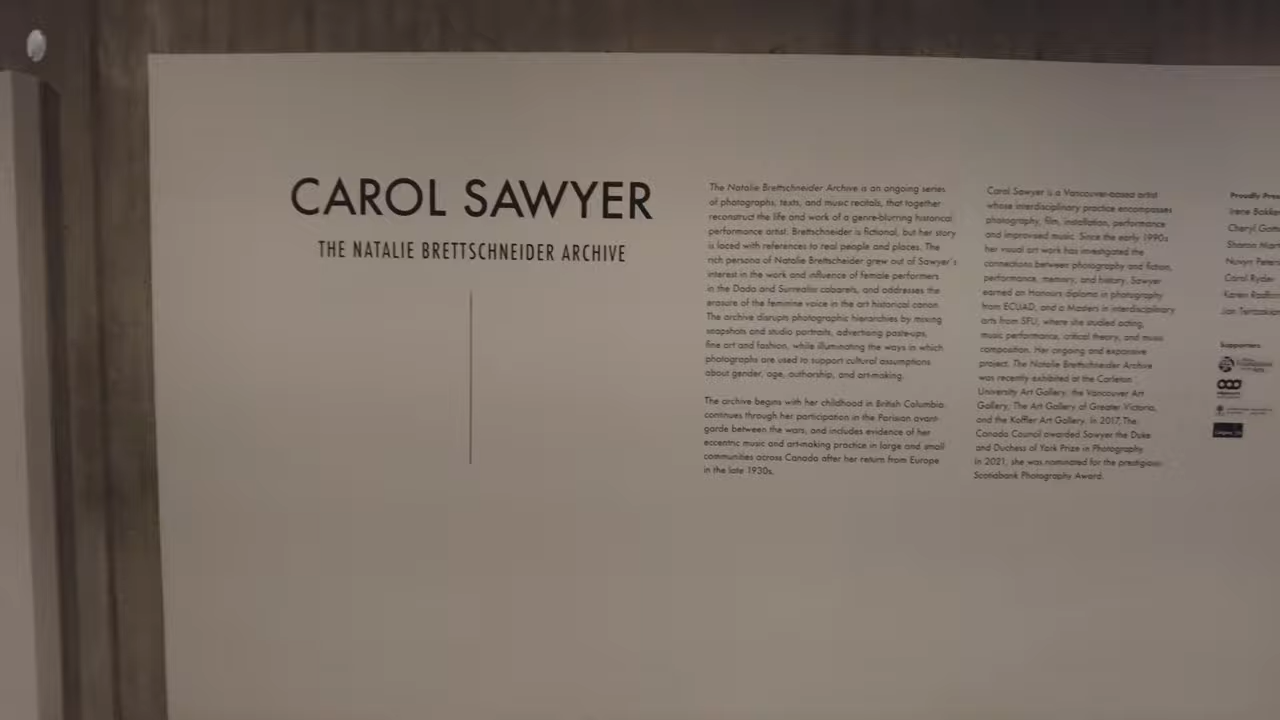 CAROL SAWYER
THE NATALIE BRETTSCHNEIDER ARCHIVE
The Natalie Brettschneider Archive is an ongoing series
of photographs, texts, and music recitals, that together
reconstruct the life and work of a genre-blurring historical
performance artist. Brettschneider is fictional, but her story
is laced with references to real people and places. The
rich persona of Natalie Brettscheider grew out of Sawyer's
interest in the work and influence of female performers
in the Dada and Surrealist cabarets, and addresses the
erasure of the feminine voice in the art historical canon.
The archive disrupts photographic hierarchies by mixing
snapshots and studio portraits, advertising paste-ups,
fine art and fashion, while illuminating the ways in which
photographs are used to support cultural assumptions
about gender, age, authorship, and art-making.
The archive begins with her childhood in British Columbia
continues through her participation in the Parisian avant-
garde between the wars, and includes evidence of her
eccentric music and art-making practice in large and small
communities across Canada after her return from Europe
in the late 1930s.
Carol Sawyer is a Vancouver-based artist
whose interdisciplinary practice encompasses
photography, film, installation, performance
and improvised music. Since the early 1990s
her visual art work has investigated the
connections between photography and fiction,
performance, memory, and history. Sawyer
earned an Honours diploma in photography
from ECUAD, and a Masters in interdisciplinary
arts from SFU, where she studied acting,
music performance, critical theory, and music
composition. Her ongoing and expansive
project, The Natalie Brettschneider Archive
was recently exhibited at the Carleton
University Art Gallery, the Vancouver Art
Gallery, The Art Gallery of Greater Victoria,
and the Koffler Art Gallery. In 2017, The
Canada Council awarded Sawyer the Duke
and Duchess of York Prize in Photography.
In 2021, she was nominated for the prestigious
Scotiabank Photography Award.
Proudly
Irene
Cheryl
Sharon
Carol Ryder
Karen
Jan
Supporters